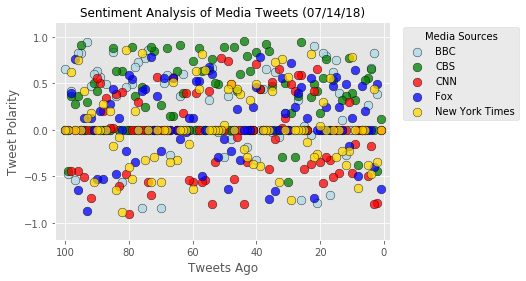 Sentiment Analysis of Media Tweets (07/14/18)
Media Sources
BBC
CBS
CNN
Fox
New York Times
Tweet Polarity
1.0
0.5
0.0
−0.5
−1.0
100
80
60
40
20
0
Tweets Ago